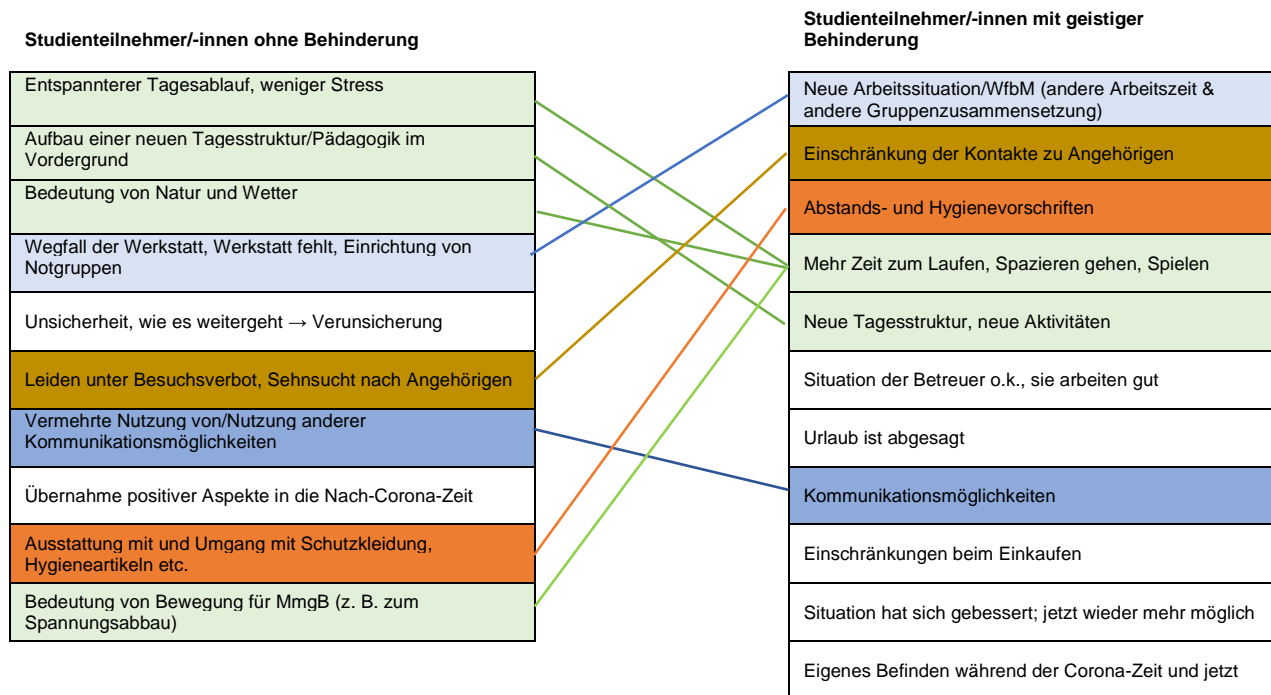 Studienteilnehmer/-innen ohne Behinderung
Entspannterer Tagesablauf, weniger Stress
Aufbau einer neuen Tagesstruktur/Pädagogik im
Vordergrund
Bedeutung von Natur und Wetter
Wegfall der Werkstatt, Werkstatt fehlt, Einrichtung von
Notgruppen
Unsicherheit, wie es weitergeht → Verunsicherung
Leiden unter Besuchsverbot, Sehnsucht nach Angehörigen
Vermehrte Nutzung von/Nutzung anderer
Kommunikationsmöglichkeiten
Übernahme positiver Aspekte in die Nach-Corona-Zeit
Ausstattung mit und Umgang mit Schutzkleidung,
Hygieneartikeln etc.
Bedeutung von Bewegung für MmgB (z. B. zum
Spannungsabbau)
Studienteilnehmer/-innen mit geistiger
Behinderung
Neue Arbeitssituation/WfbM (andere Arbeitszeit &
andere Gruppenzusammensetzung)
Einschränkung der Kontakte zu Angehörigen
Abstands- und Hygienevorschriften
Mehr Zeit zum Laufen, Spazieren gehen, Spielen
Neue Tagesstruktur, neue Aktivitäten
Situation der Betreuer o.k., sie arbeiten gut
Urlaub ist abgesagt
Kommunikationsmöglichkeiten
Einschränkungen beim Einkaufen
Situation hat sich gebessert; jetzt wieder mehr möglich
Eigenes Befinden während der Corona-Zeit und jetzt